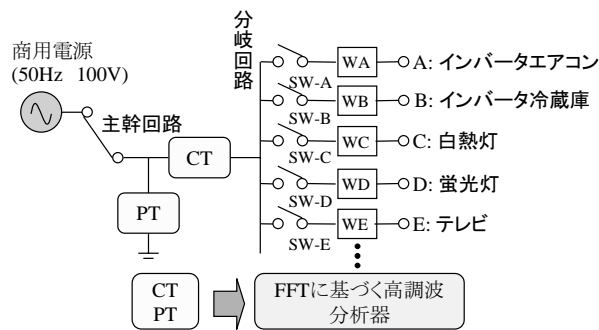 商用電源
(50Hz 100V)
主幹回路
CT
PT
分岐回路
SW-A
WA
A: インバータエアコン
SW-B
WB
B: インバータ冷蔵庫
SW-C
WC
C: 白熱灯
SW-D
WD
D: 蛍光灯
SW-E
WE
E: テレビ
CT
PT
FFTに基づく高調波
分析器